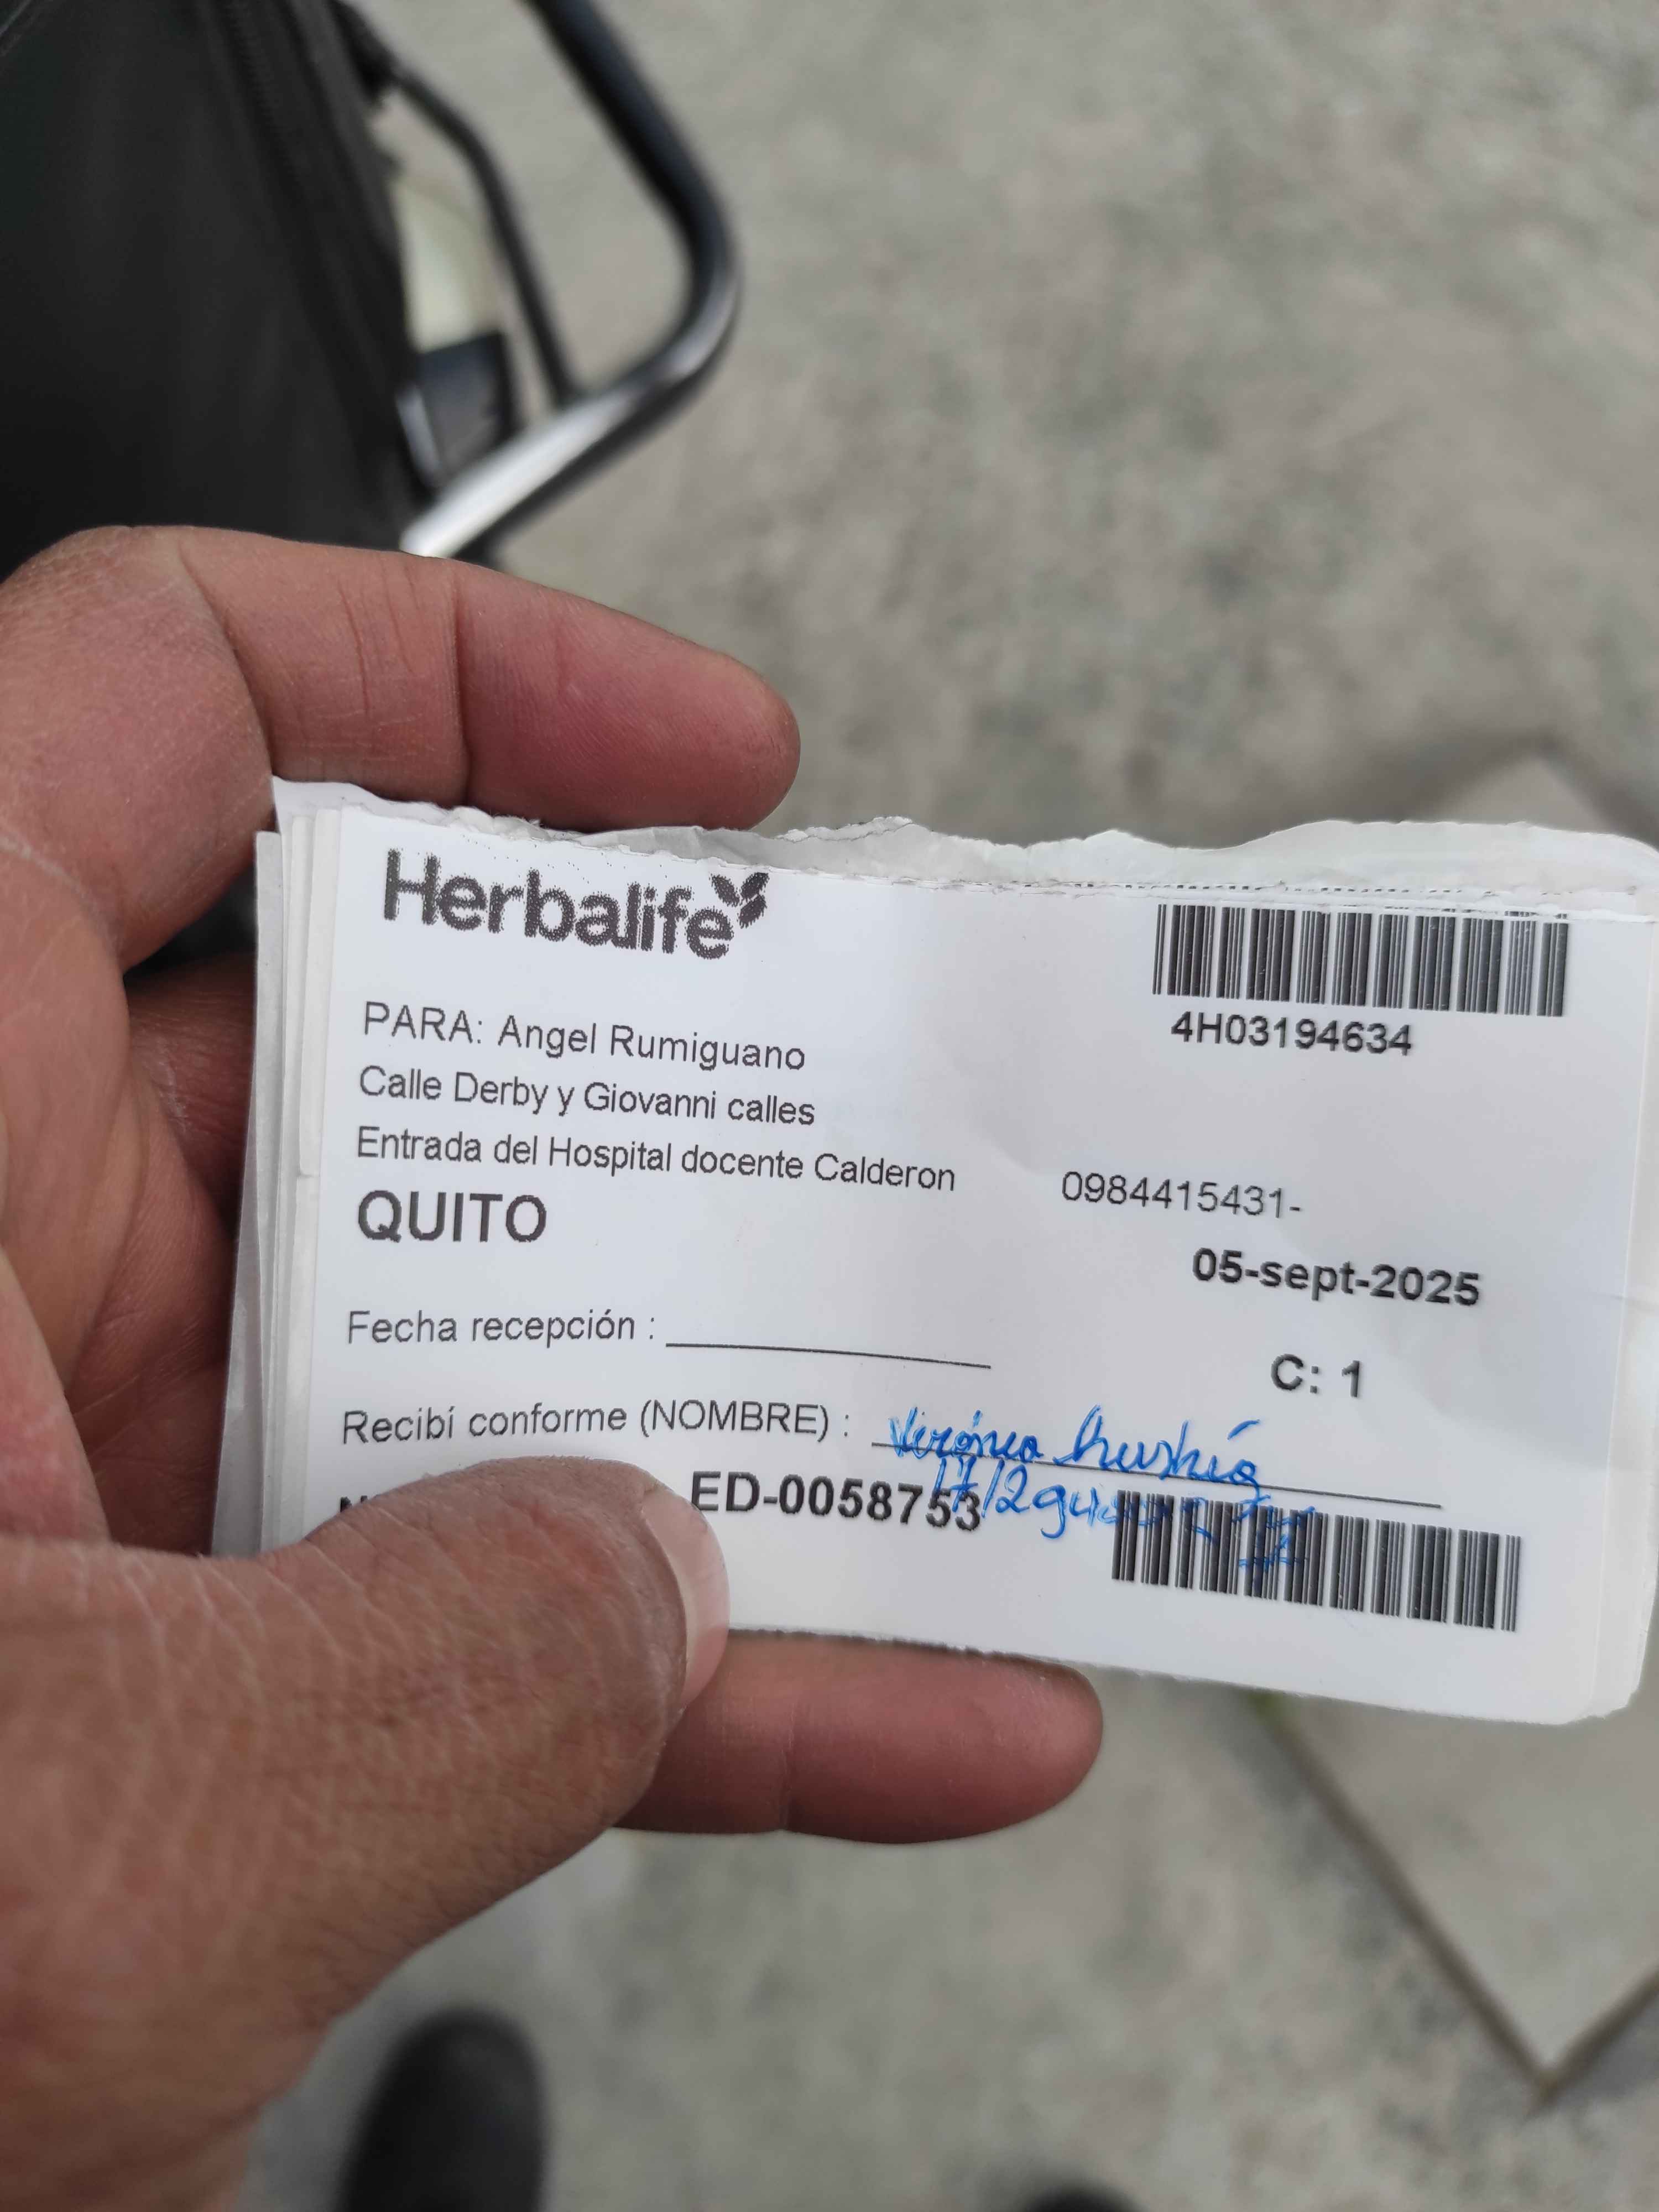 Herbalife
4H03194634
PARA: Angel Rumiguano
Calle Derby y Giovanni calles
Entrada del Hospital docente Calderon
0984415431-
QUITO
05-sept-2025
Fecha recepción :
C: 1
Recibí conforme (NOMBRE) : Verónica
ED-0058753